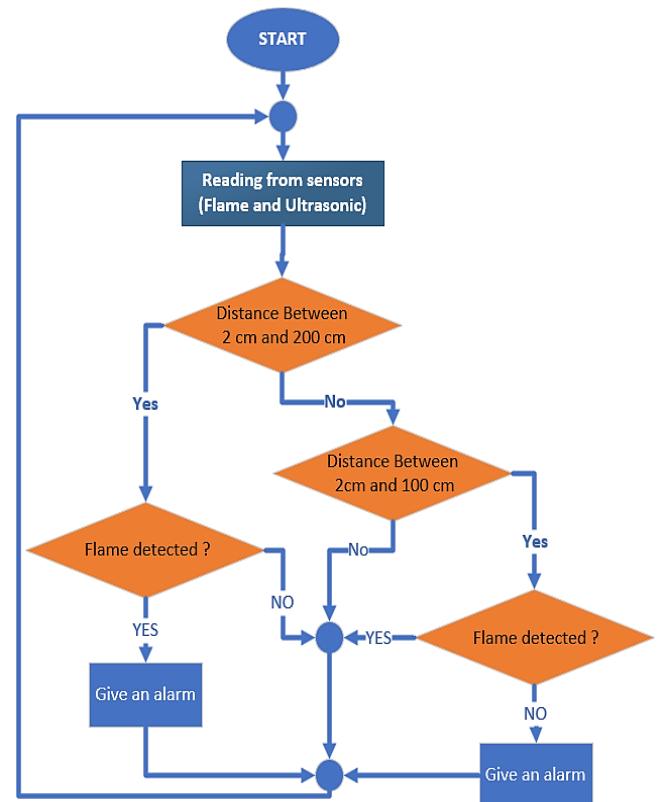 START
Reading from sensors
(Flame and Ultrasonic)
Distance Between
2 cm and 200 cm
Yes
No
Distance Between
2cm and 100 cm
Flame detected ?
No
Yes
NO
YES
YES
Flame detected ?
Give an alarm
NO
Give an alarm